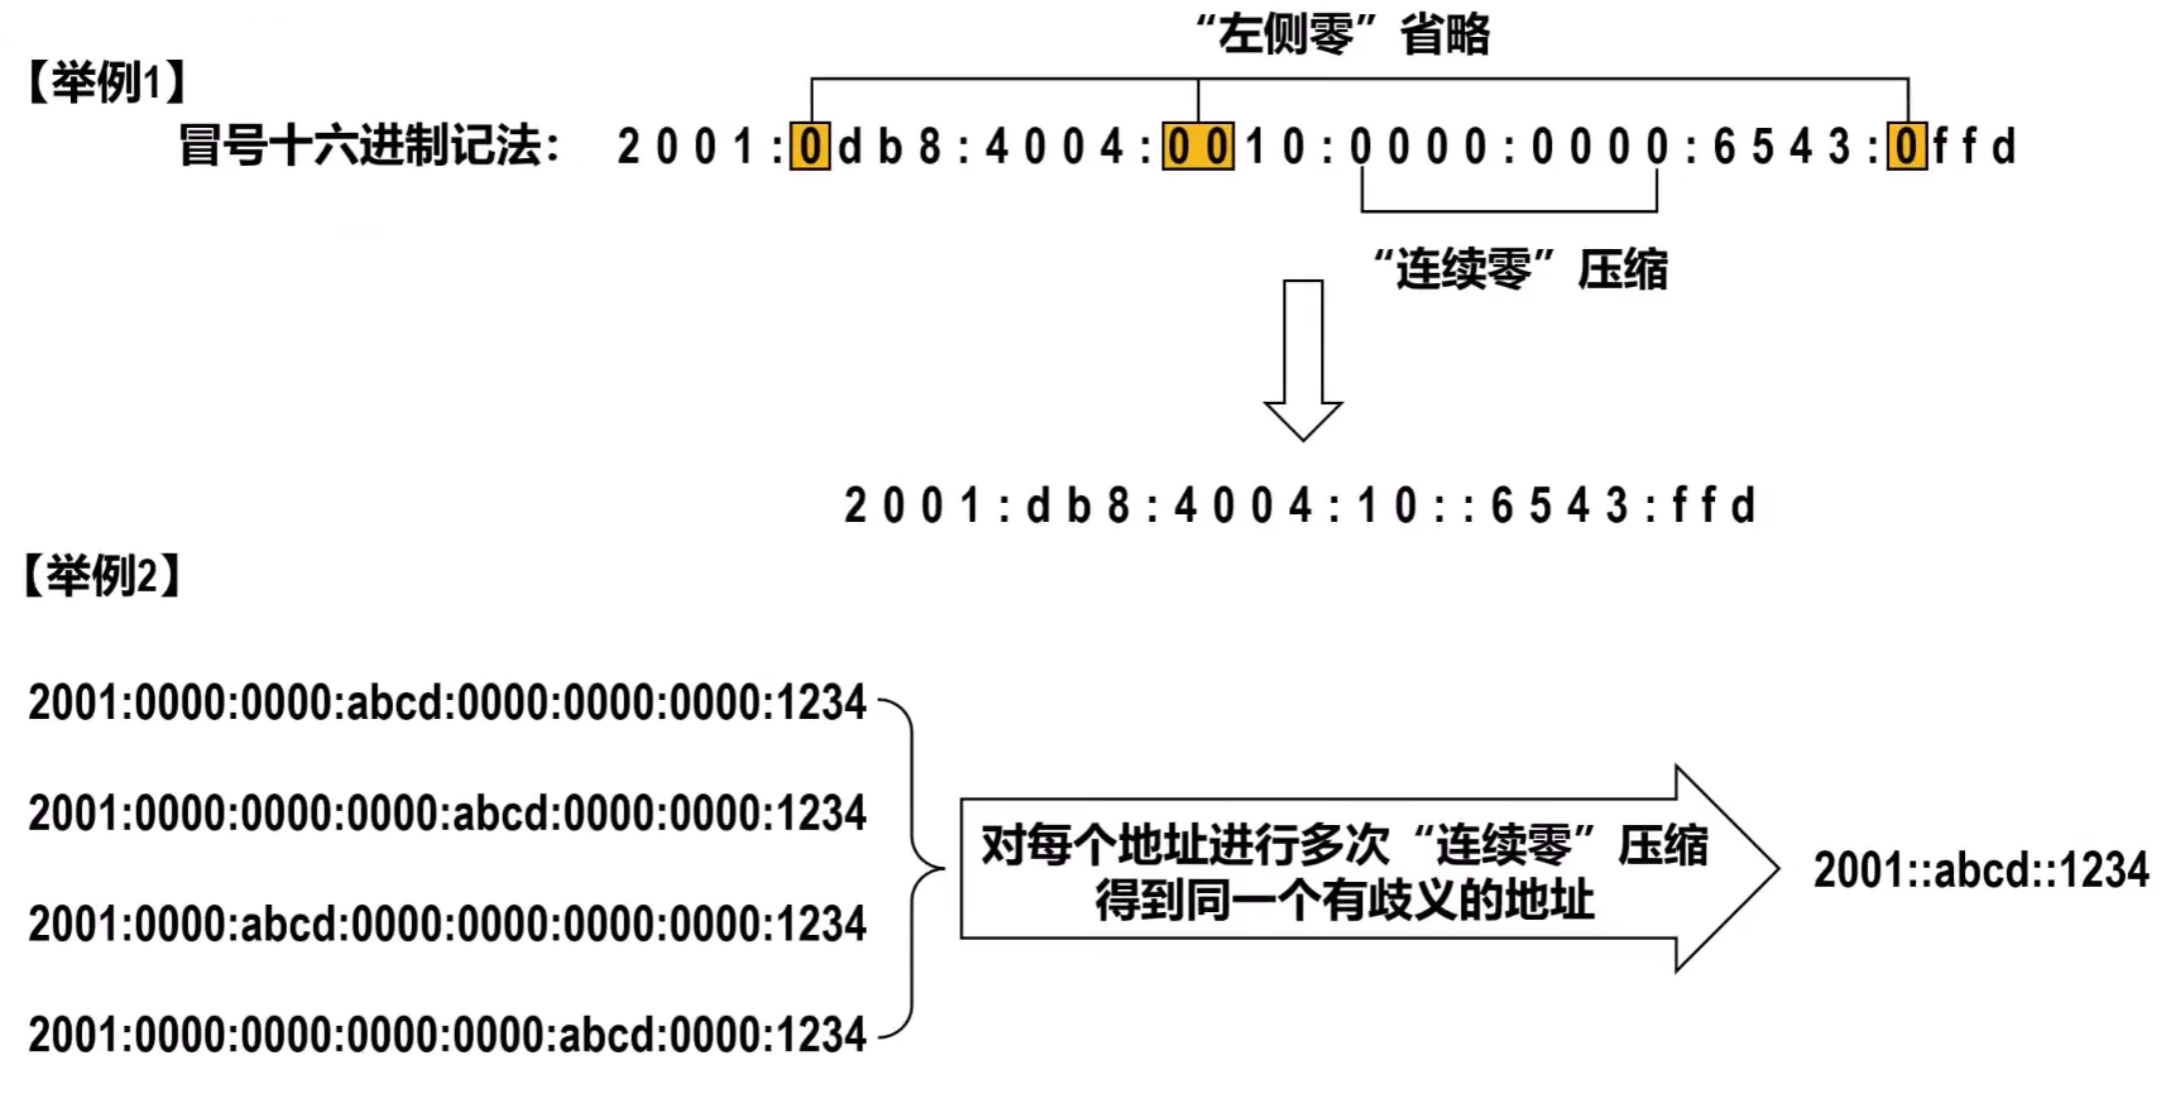 “左侧零”省略
【举例1】
冒号十六进制记法： 2001:0db8:4004:0010:0000:0000:6543:0ffd
“连续零”压缩
2001:db8:4004:10::6543:ffd
【举例2】
2001:0000:0000:abcd:0000:0000:0000:1234
2001:0000:0000:0000:abcd:0000:0000:1234
2001:0000:abcd:0000:0000:0000:0000:1234
2001:0000:0000:0000:0000:abcd:0000:1234
对每个地址进行多次“连续零”压缩
得到同一个有歧义的地址
2001::abcd::1234